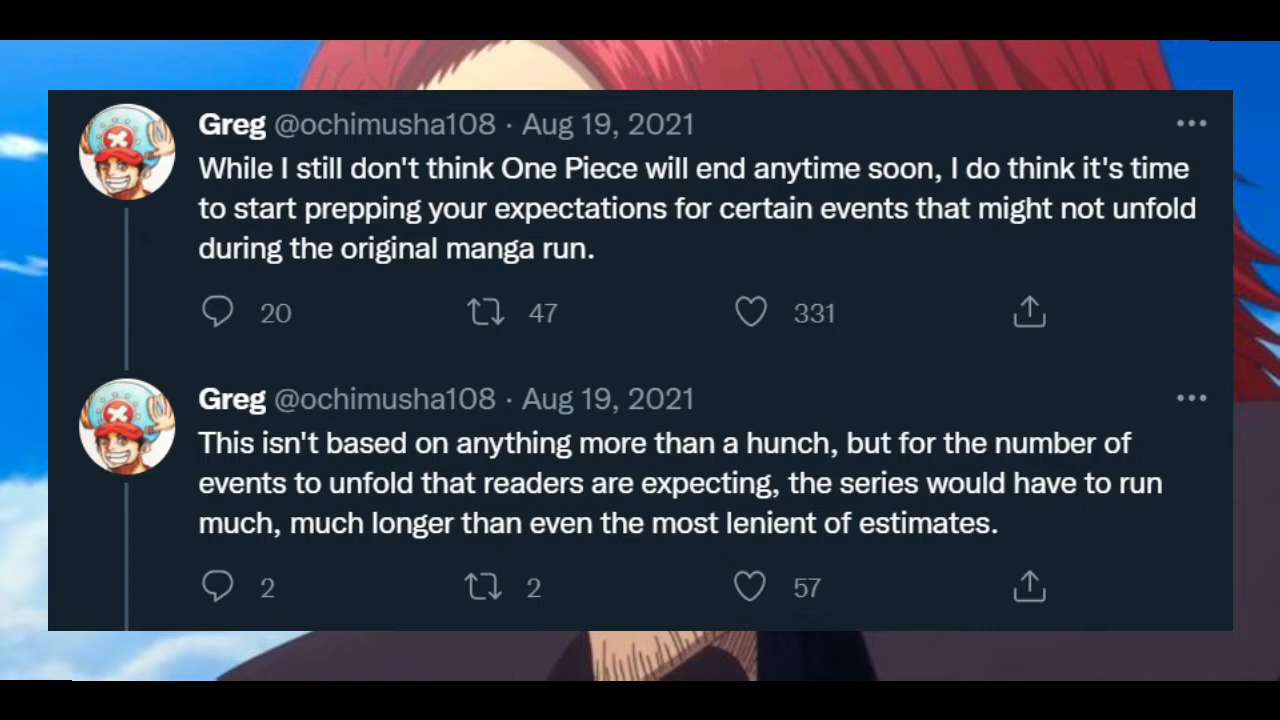 Greg @ochimusha108 · Aug 19, 2021
While I still don't think One Piece will end anytime soon, I do think it's time
to start prepping your expectations for certain events that might not unfold
during the original manga run.
20 47 331
Greg @ochimusha108 · Aug 19, 2021
This isn't based on anything more than a hunch, but for the number of
events to unfold that readers are expecting, the series would have to run
much, much longer than even the most lenient of estimates.
2 2 57